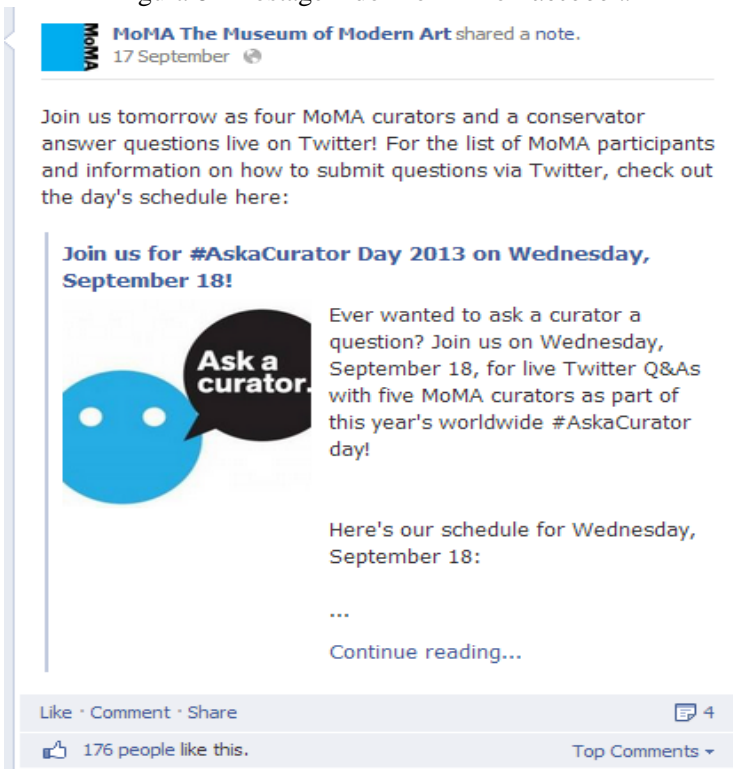 MoMA
MoMA The Museum of Modern Art shared a note.
17 September
Join us tomorrow as four MoMA curators and a conservator
answer questions live on Twitter! For the list of MoMA participants
and information on how to submit questions via Twitter, check out
the day's schedule here:
Join us for #AskaCurator Day 2013 on Wednesday,
September 18!
Ask a
curator.
Ever wanted to ask a curator a
question? Join us on Wednesday,
September 18, for live Twitter Q&As
with five MoMA curators as part of
this year's worldwide #AskaCurator
day!
Here's our schedule for Wednesday,
September 18:
...
Continue reading...
Like · Comment · Share 4
176 people like this. Top Comments